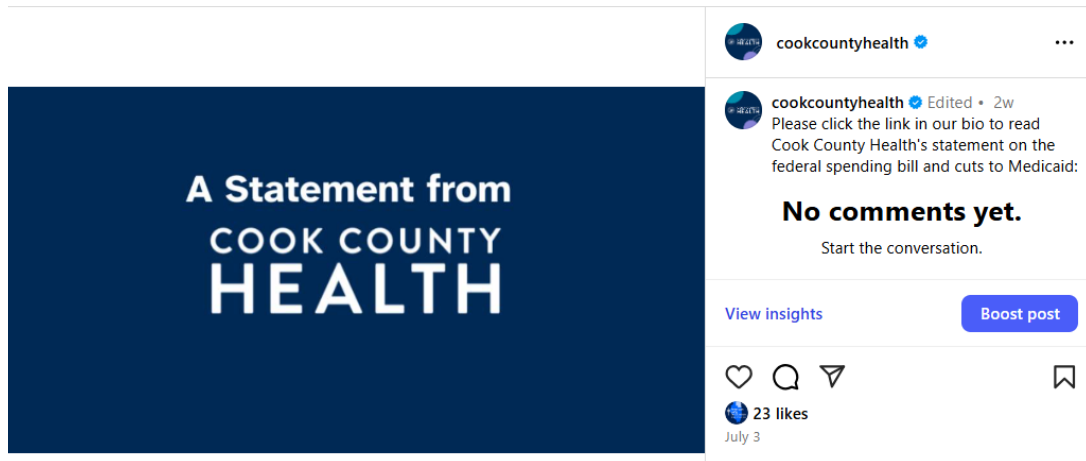 A Statement from
COOK COUNTY
HEALTH
cookcountyhealth
cookcountyhealth Edited • 2w
Please click the link in our bio to read
Cook County Health's statement on the
federal spending bill and cuts to Medicaid:
No comments yet.
Start the conversation.
View insights
Boost post
23 likes
July 3